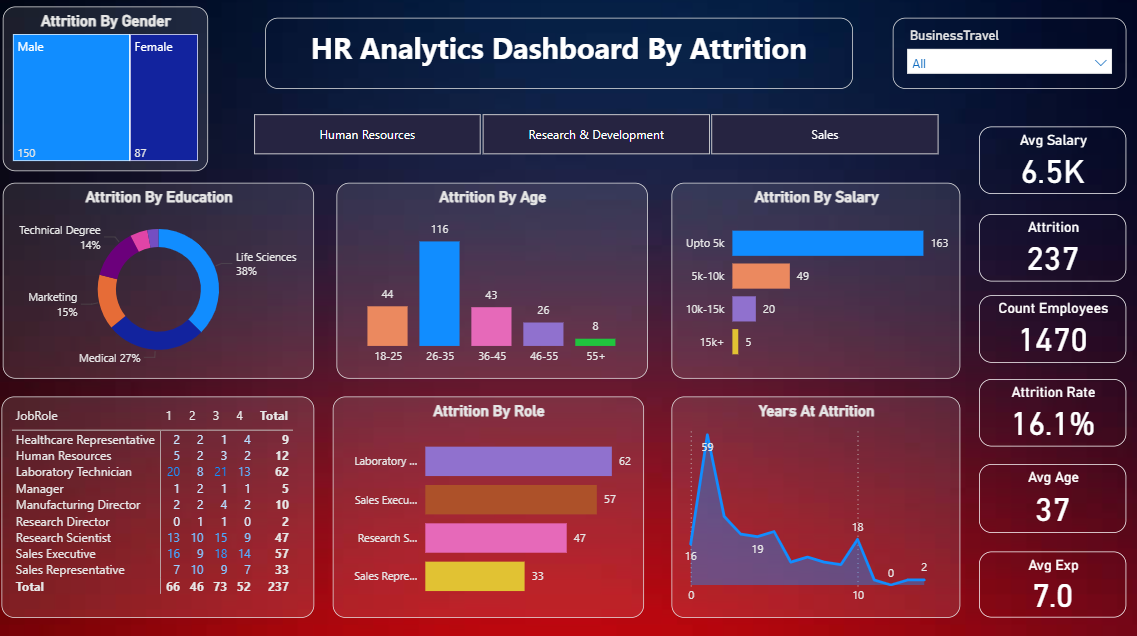 Attrition By Gender
Male
Female
150
87
HR Analytics Dashboard By Attrition
BusinessTravel
All
Human Resources
Research & Development
Sales
Avg Salary
6.5K
Attrition
237
Count Employees
1470
Attrition Rate
16.1%
Avg Age
37
Avg Exp
7.0
Attrition By Education
Technical Degree
14%
Life Sciences
38%
Marketing
15%
Medical 27%
Attrition By Age
116
44
43
26
8
18-25 26-35 36-45 46-55 55+
Attrition By Salary
Upto 5k 163
5k-10k 49
10k-15k 20
15k+ 5
JobRole 1 2 3 4 Total
Healthcare Representative 2 2 1 4 9
Human Resources 5 2 3 2 12
Laboratory Technician 20 8 21 13 62
Manager 1 2 1 1 5
Manufacturing Director 2 2 4 2 10
Research Director 0 1 1 0 2
Research Scientist 13 10 15 9 47
Sales Executive 16 9 18 14 57
Sales Representative 7 10 9 7 33
Total 66 46 73 52 237
Attrition By Role
Laboratory ... 62
Sales Execu... 57
Research S... 47
Sales Repre... 33
Years At Attrition
59
16
19
18
0
2
0 10